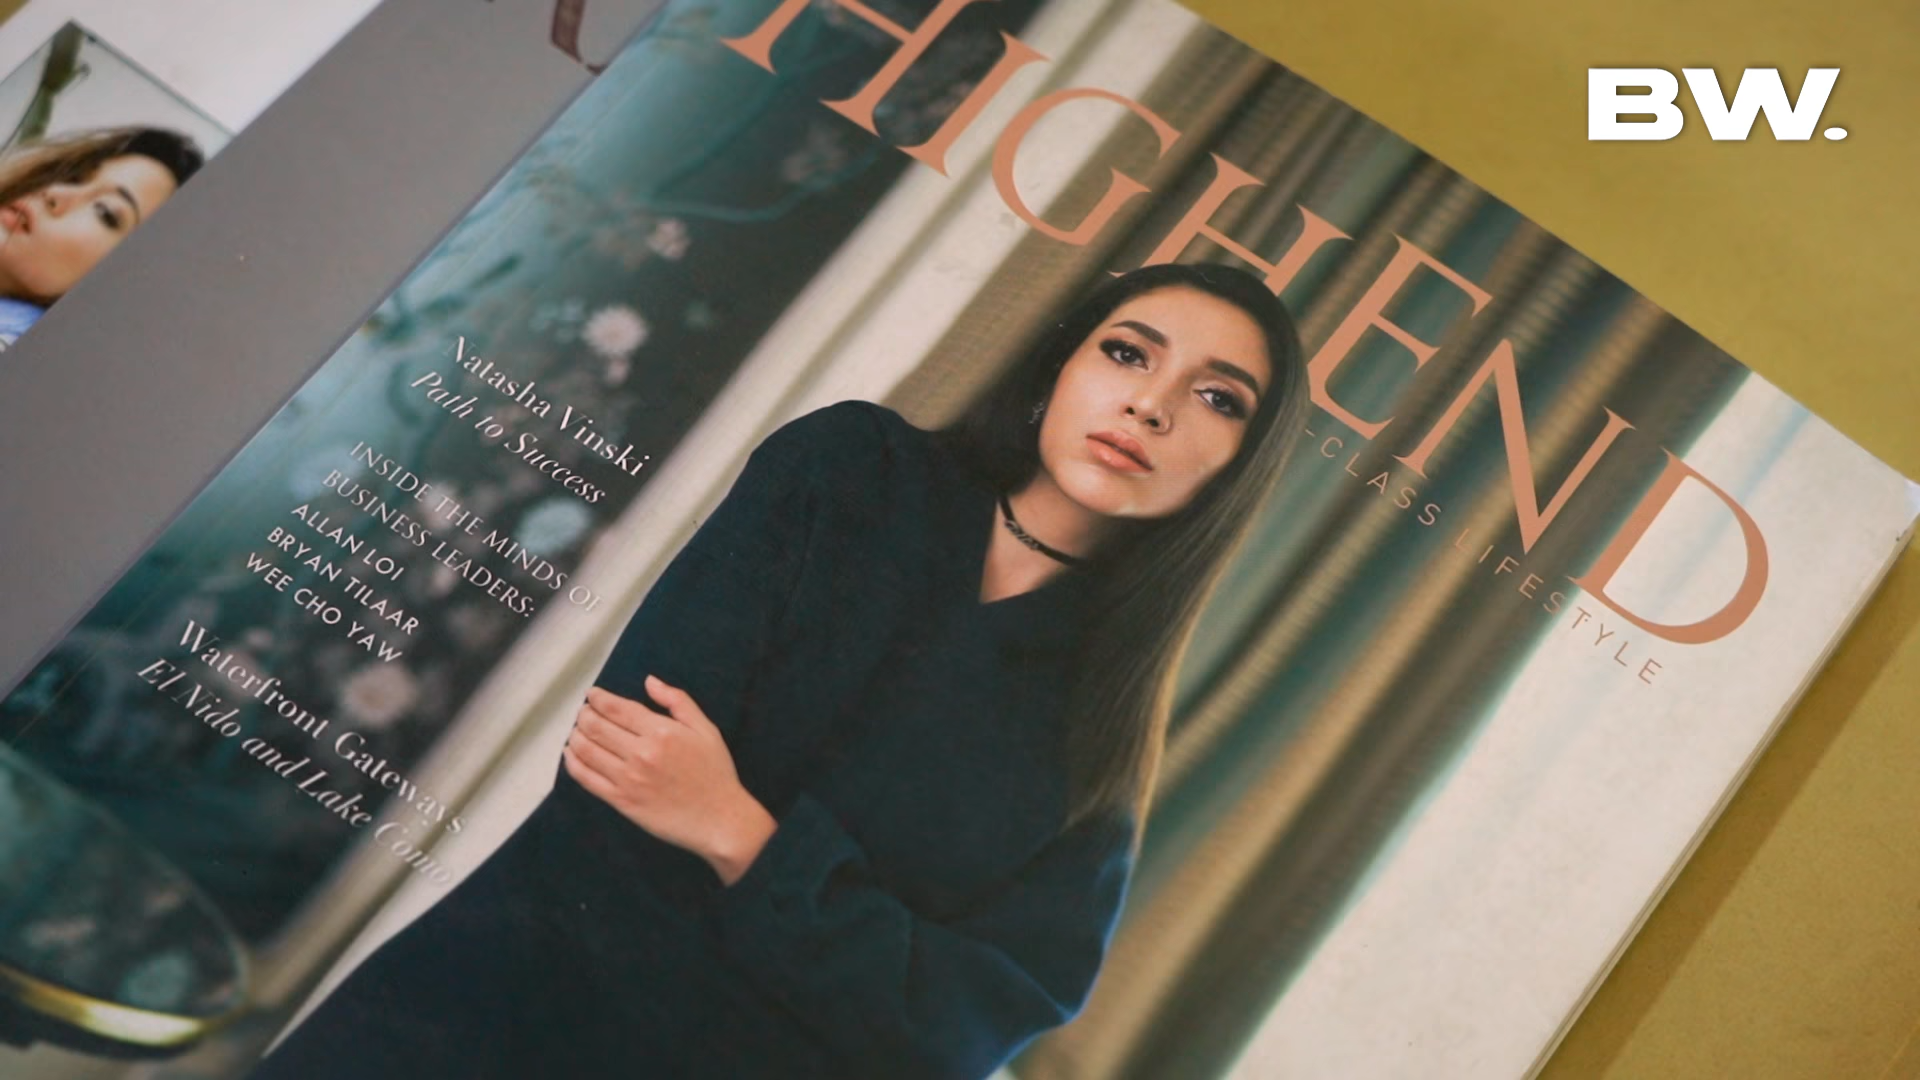 BW.
HIGHEND
-CLASS LIFESTYLE
Natasha Vinski
Path to Success
INSIDE THE MINDS OF
BUSINESS LEADERS:
ALLAN LOI
BRYAN TILAAR
WEE CHO YAW
Waterfront Gateways
El Nido and Lake Como